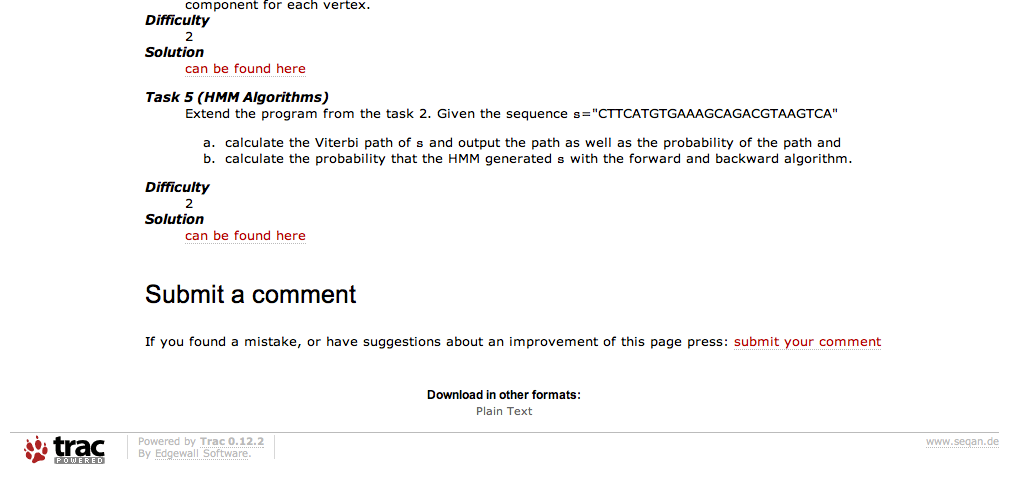 component for each vertex.
Difficulty
2
Solution
can be found here
Task 5 (HMM Algorithms)
Extend the program from the task 2. Given the sequence s="CTTCATGTGAAAGCAGACGTAAGTCA"
a. calculate the Viterbi path of s and output the path as well as the probability of the path and
b. calculate the probability that the HMM generated s with the forward and backward algorithm.
Difficulty
2
Solution
can be found here
Submit a comment
If you found a mistake, or have suggestions about an improvement of this page press: submit your comment
Download in other formats:
Plain Text
trac
POWERED
Powered by Trac 0.12.2
By Edgewall Software.
www.seqan.de